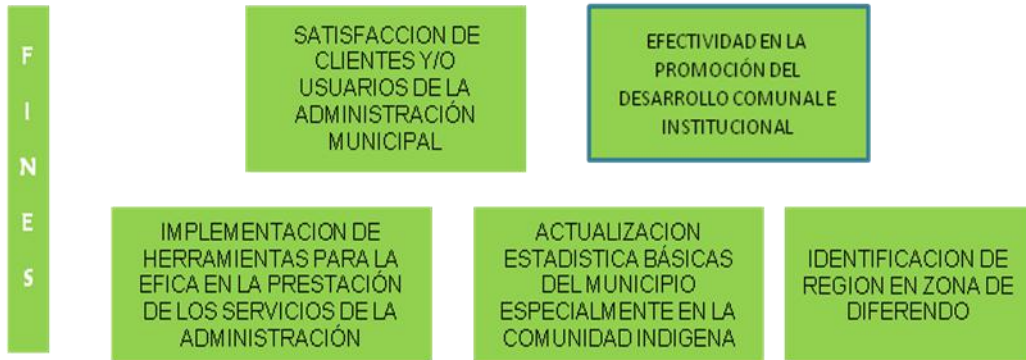 FINES
SATISFACCION DE
CLIENTES Y/O
USUARIOS DE LA
ADMINISTRACIÓN
MUNICIPAL
EFECTIVIDAD EN LA
PROMOCIÓN DEL
DESARROLLO COMUNAL E
INSTITUCIONAL
IMPLEMENTACION DE
HERRAMIENTAS PARA LA
EFICA EN LA PRESTACIÓN
DE LOS SERVICIOS DE LA
ADMINISTRACIÓN
ACTUALIZACION
ESTADISTICA BÁSICAS
DEL MUNICIPIO
ESPECIALMENTE EN LA
COMUNIDAD INDIGENA
IDENTIFICACION DE
REGION EN ZONA DE
DIFERENDO